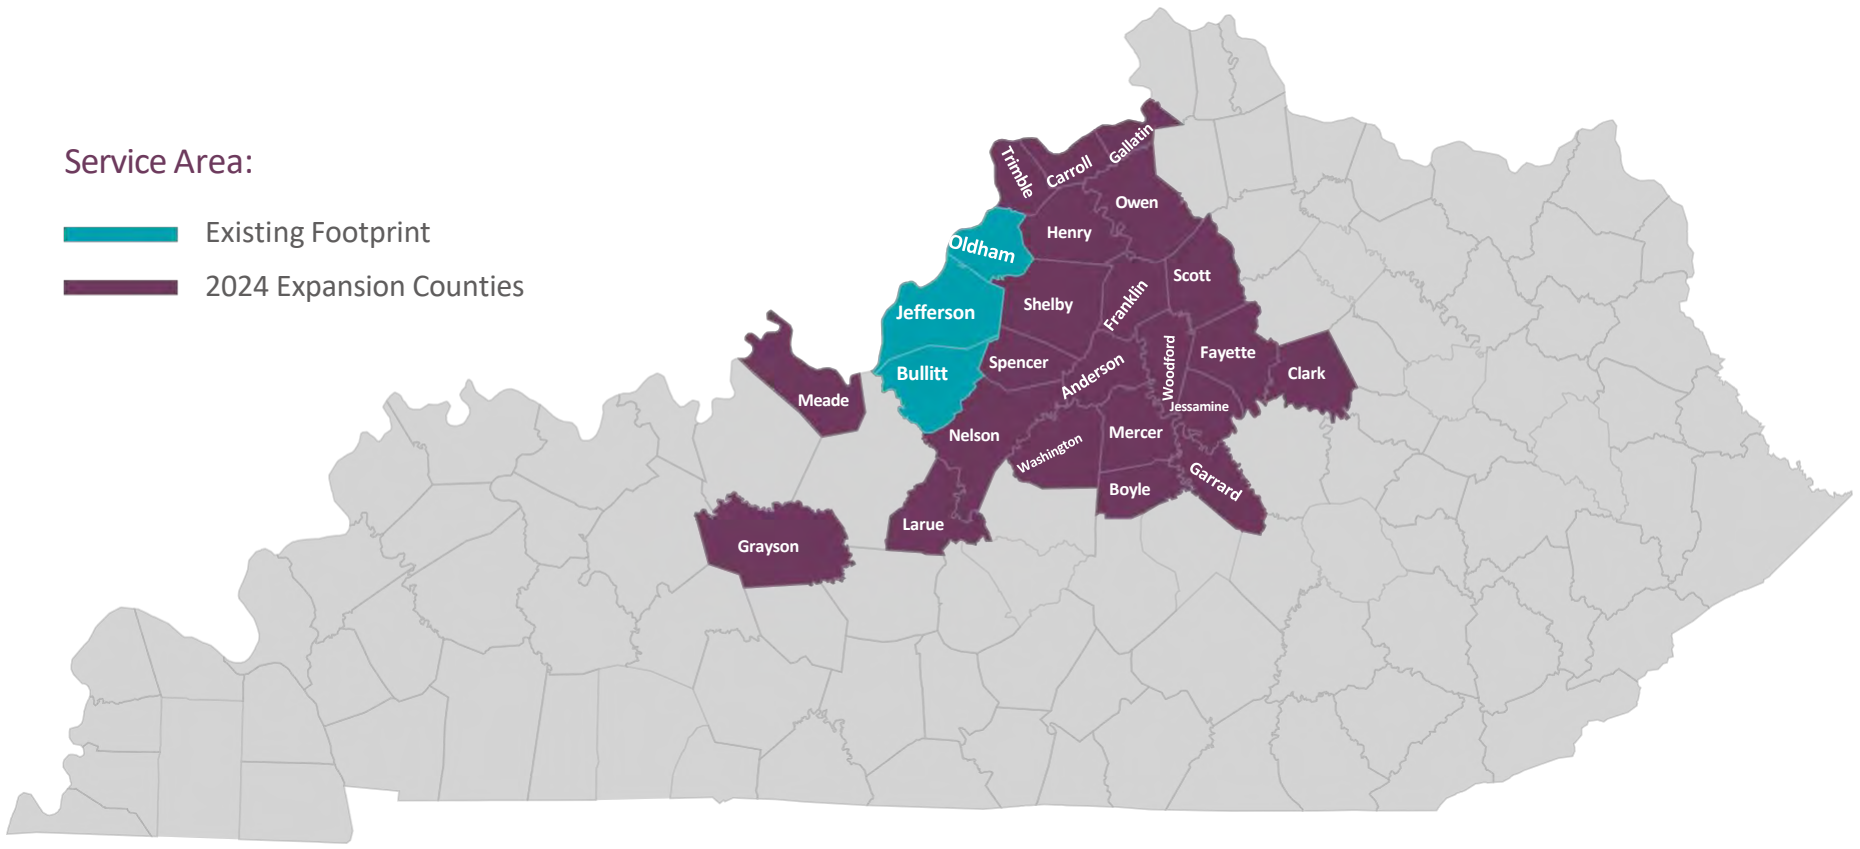 Service Area:
Existing Footprint
2024 Expansion Counties
Trimble
Carroll
Gallatin
Owen
Henry
Oldham
Scott
Shelby
Franklin
Jefferson
Spencer
Anderson
Woodford
Fayette
Clark
Bullitt
Meade
Jessamine
Nelson
Washington
Mercer
Garrard
Boyle
Larue
Grayson